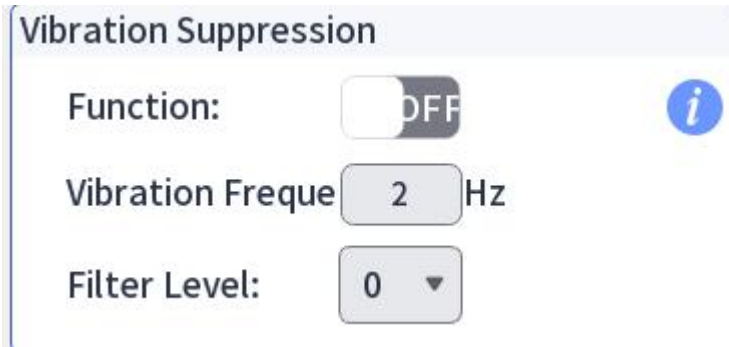 Vibration Suppression
Function: OFF i
Vibration Freque 2 Hz
Filter Level: 0